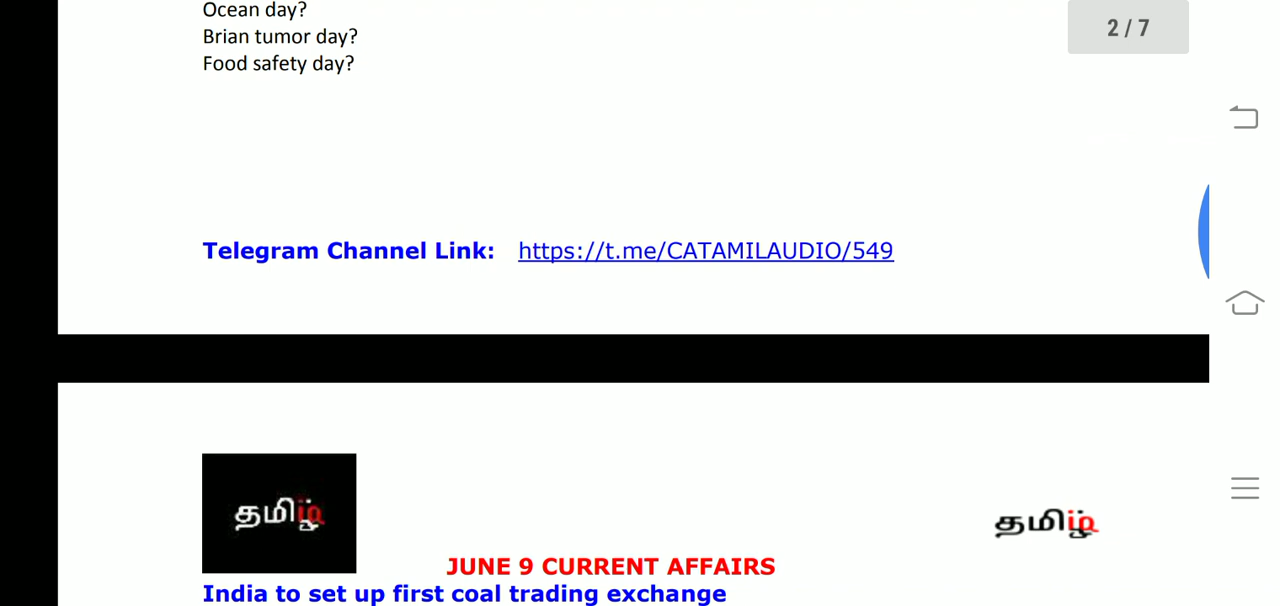 Ocean day?
2 / 7
Brian tumor day?
Food safety day?
Telegram Channel Link: https://t.me/CATAMILAUDIO/549
தமிழ்
தமிழ்
JUNE 9 CURRENT AFFAIRS
India to set up first coal trading exchange